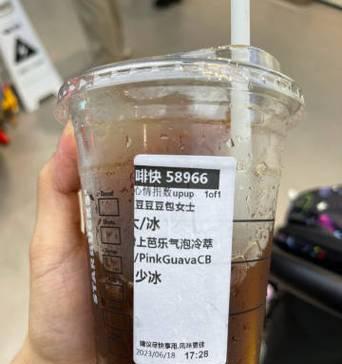 啡快 58966
心情指数upup 1of1
豆豆豆包女士
大/冰
上芭乐气泡冷萃
/PinkGuavaCB
少冰
建议尽快享用,风味更佳
2023/06/18 17:28